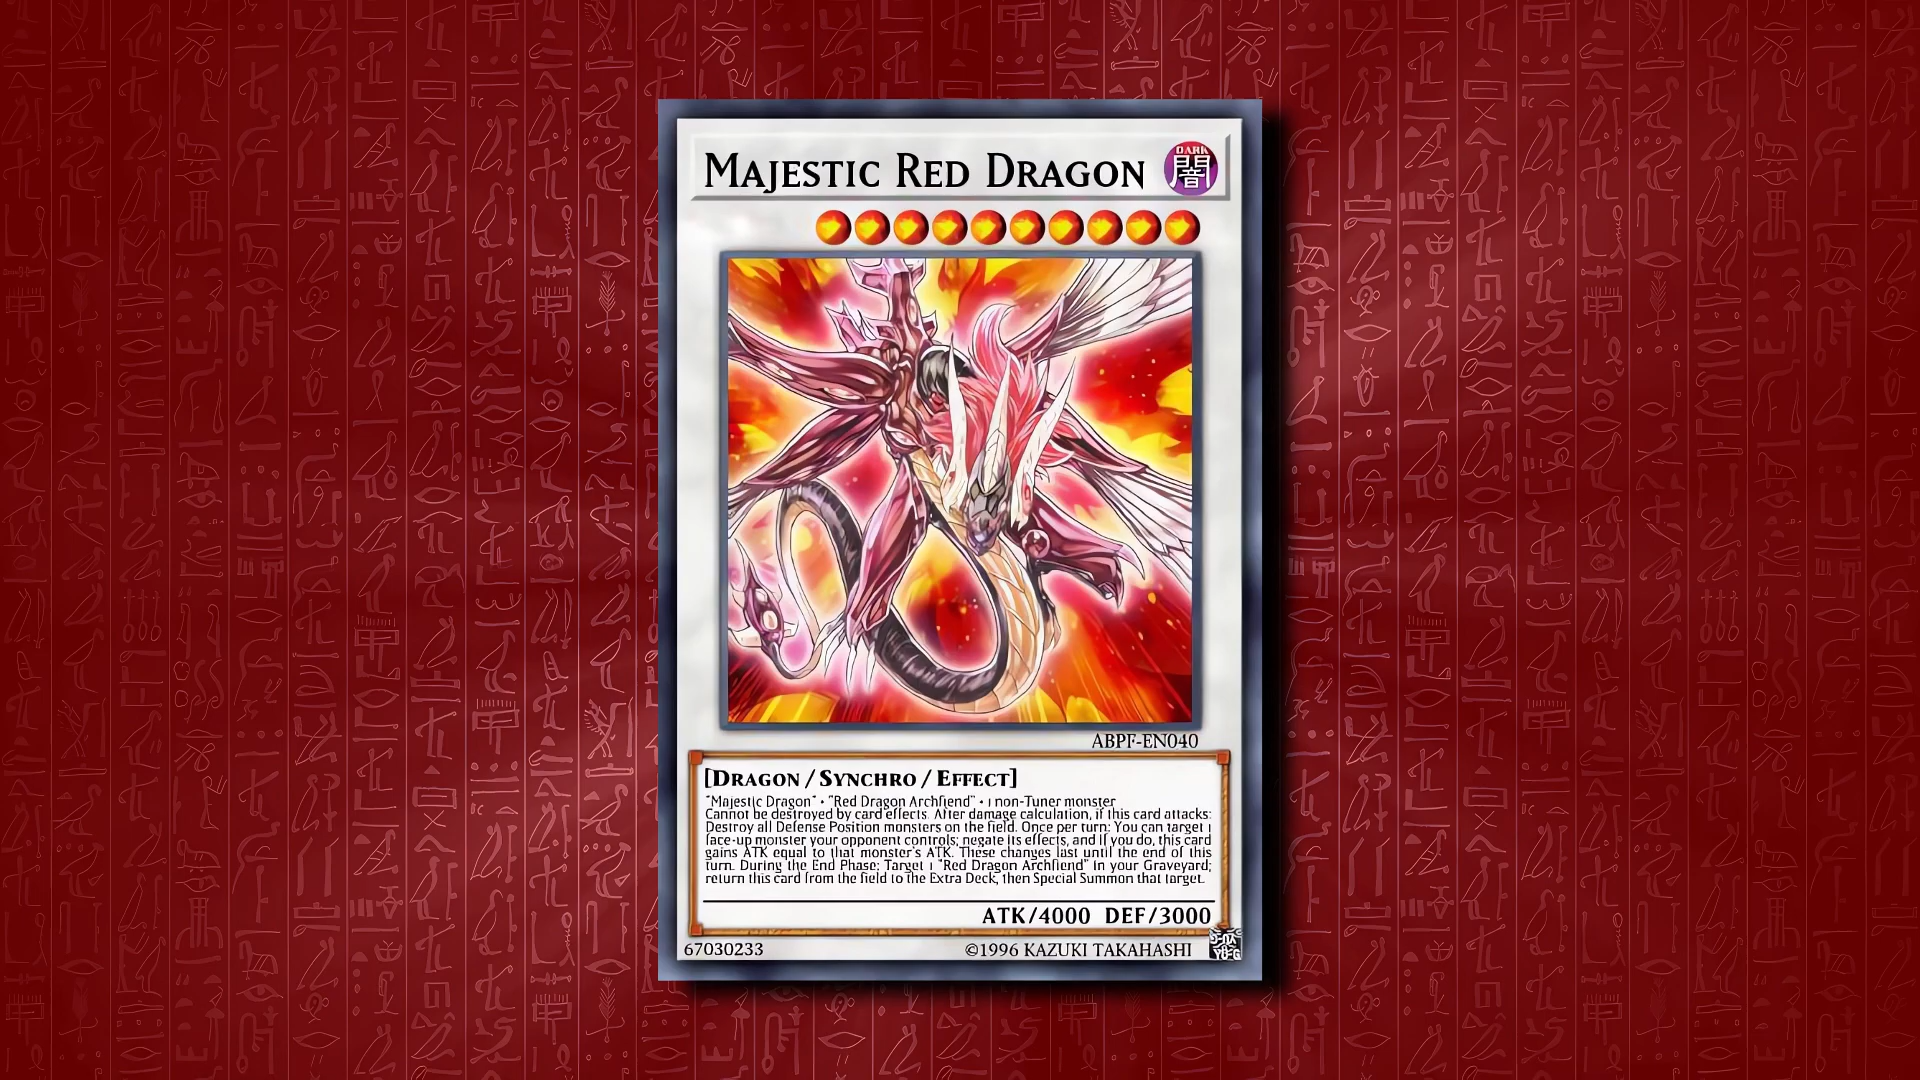 Majestic Red Dragon
DARK
闇
ABPF-EN040
[Dragon / Synchro / Effect]
"Majestic Dragon" + "Red Dragon Archfiend" + 1 non-Tuner monster
Cannot be destroyed by card effects. After damage calculation, if this card attacks:
Destroy all Defense Position monsters on the field. Once per turn: You can target 1
face-up monster your opponent controls; negate its effects, and if you do, this card
gains ATK equal to that monster's ATK. These changes last until the end of this
turn. During the End Phase: Target 1 "Red Dragon Archfiend" in your Graveyard;
return this card from the field to the Extra Deck, then Special Summon that target.
ATK/4000 DEF/3000
67030233
©1996 KAZUKI TAKAHASHI